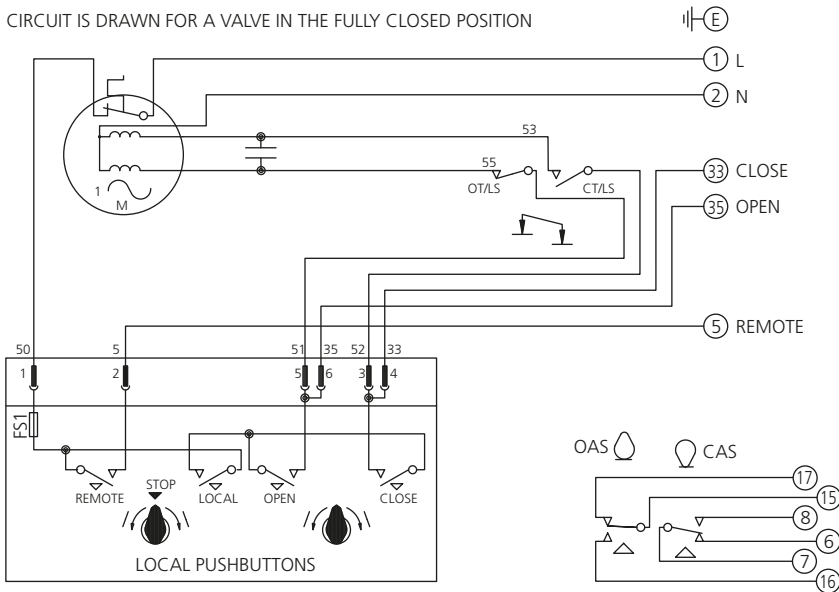 CIRCUIT IS DRAWN FOR A VALVE IN THE FULLY CLOSED POSITION
E
1 L
2 N
53
55
OT/LS
CT/LS
33 CLOSE
35 OPEN
1
M
5 REMOTE
50 5 51 35 52 33
1 2 5 6 3 4
FS1
REMOTE
STOP
LOCAL
OPEN
CLOSE
LOCAL PUSHBUTTONS
OAS
CAS
17
15
8
6
7
16